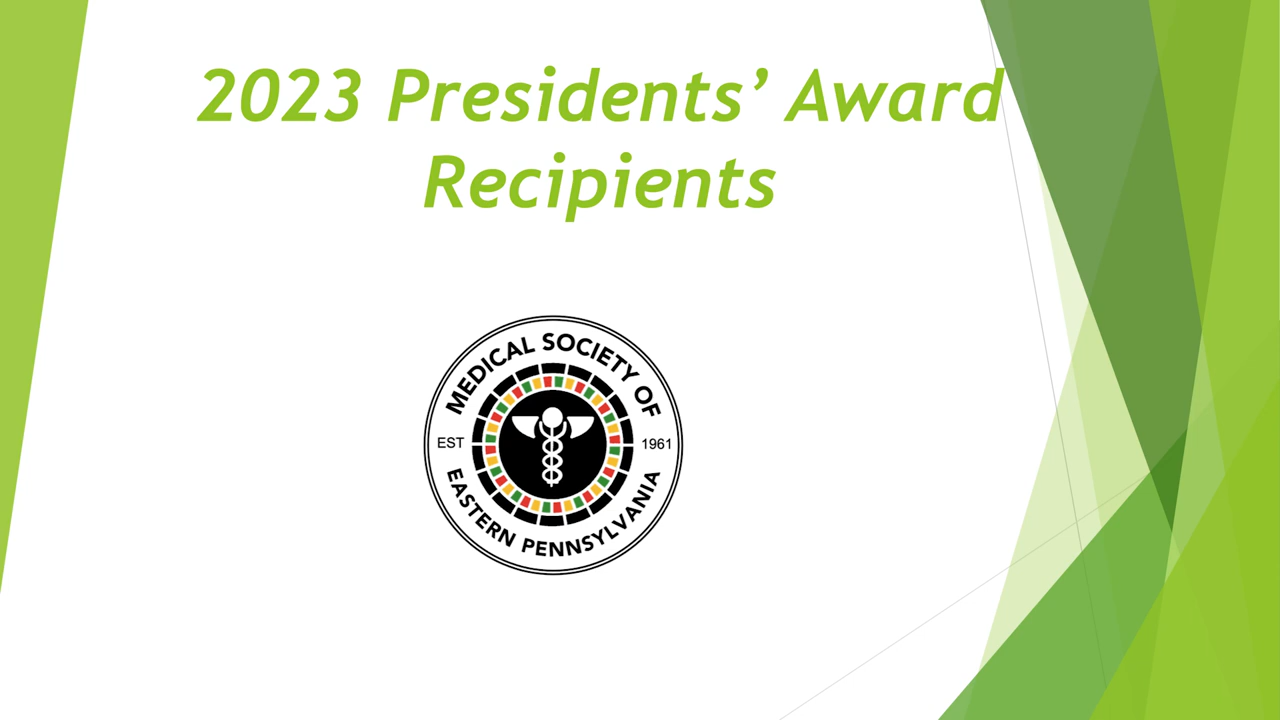 2023 Presidents’ Award
Recipients
MEDICAL SOCIETY OF
EST 1961
EASTERN PENNSYLVANIA